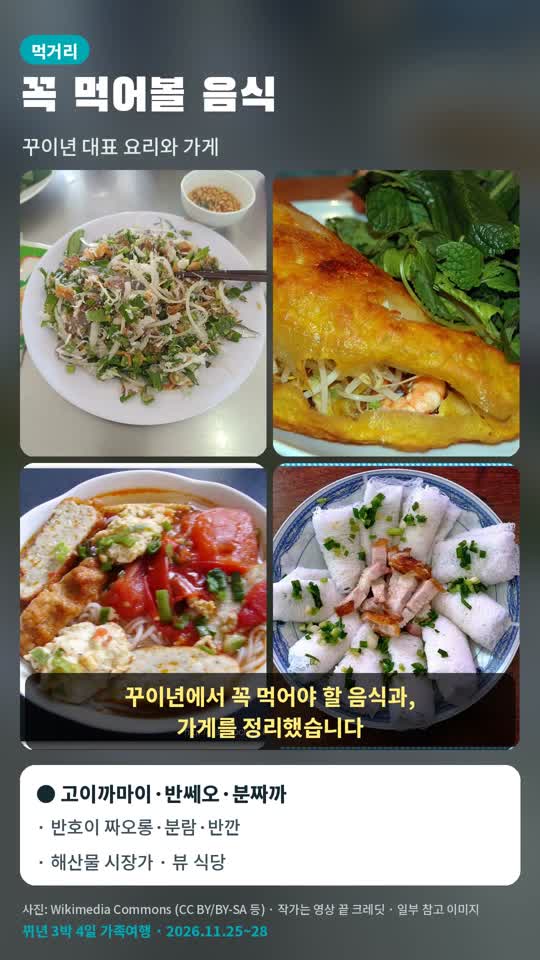 먹거리
꼭 먹어볼 음식
꾸이년 대표 요리와 가게
꾸이년에서 꼭 먹어야 할 음식과,
가게를 정리했습니다
● 고이까마이·반쎄오·분짜까
· 반호이 짜오롱·분람·반깐
· 해산물 시장가 · 뷰 식당
사진: Wikimedia Commons (CC BY/BY-SA 등) · 작가는 영상 끝 크레딧 · 일부 참고 이미지
뀌년 3박 4일 가족여행 · 2026.11.25~28